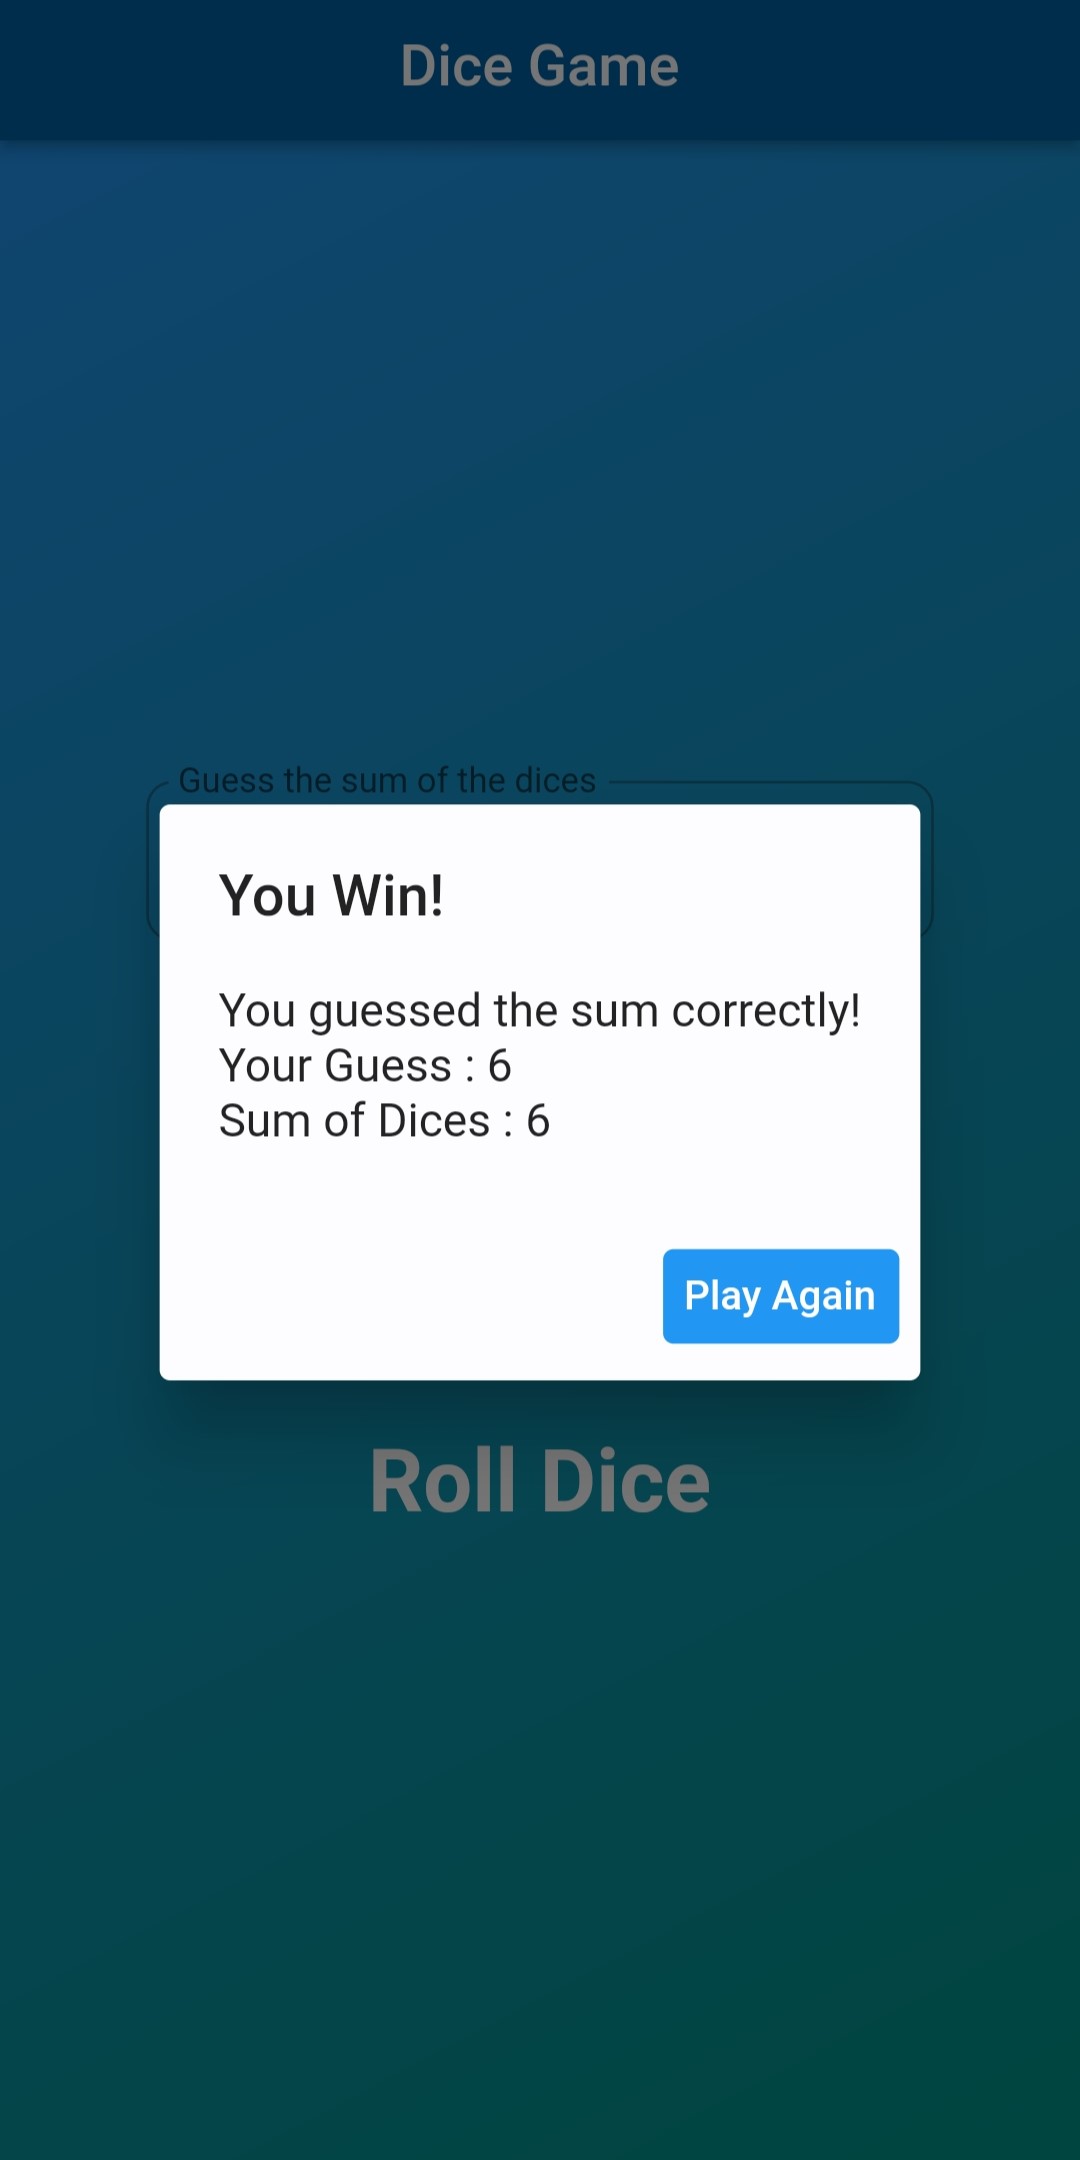 Dice Game
Guess the sum of the dices
You Win!
You guessed the sum correctly!
Your Guess : 6
Sum of Dices : 6
Play Again
Roll Dice